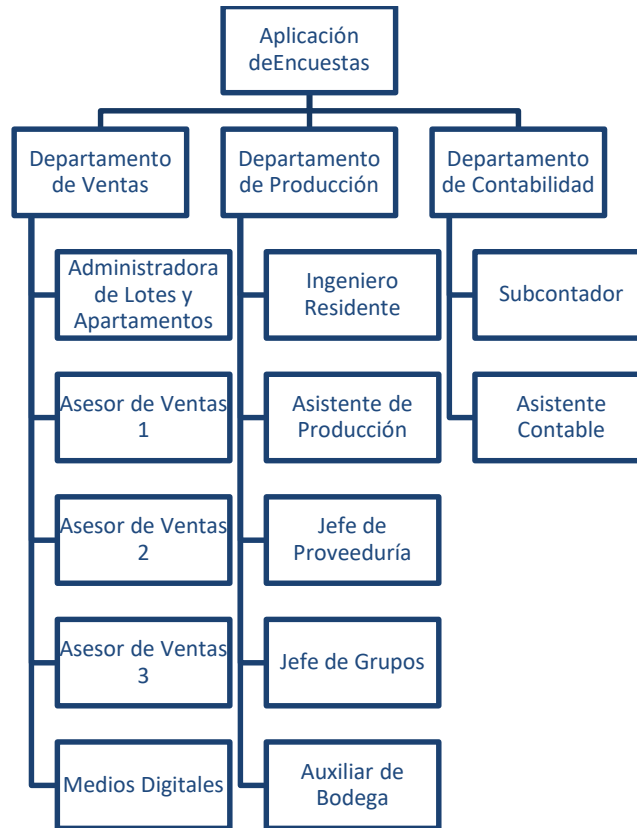 Aplicación
deEncuestas
Departamento
de Ventas
Departamento
de Producción
Departamento
de Contabilidad
Administradora
de Lotes y
Apartamentos
Ingeniero
Residente
Subcontador
Asesor de Ventas
1
Asistente de
Producción
Asistente
Contable
Asesor de Ventas
2
Jefe de
Proveeduría
Asesor de Ventas
3
Jefe de Grupos
Medios Digitales
Auxiliar de
Bodega